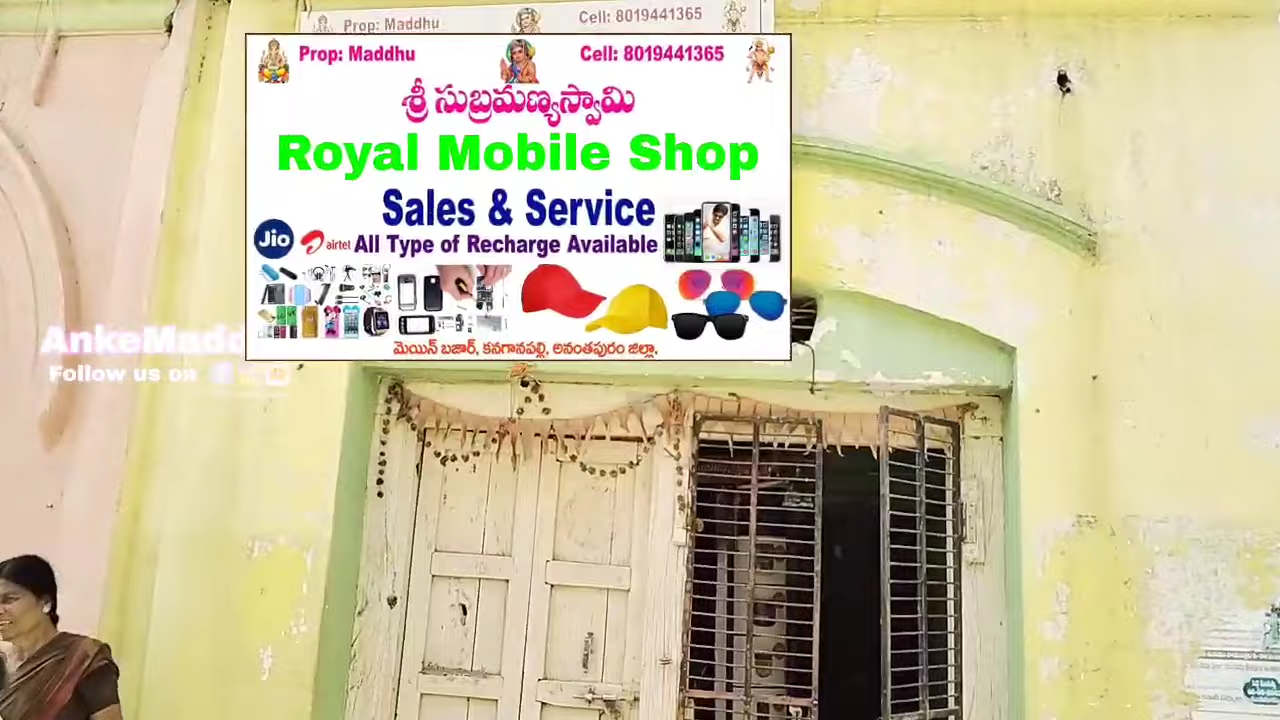 Prop: Maddhu Cell: 8019441365
Prop: Maddhu Cell: 8019441365
శ్రీ సుబ్రమణ్యస్వామి
Royal Mobile Shop
Sales & Service
Jio airtel All Type of Recharge Available
మెయిన్ బజార్, కనగానపల్లి, అనంతపురం జిల్లా.
AnkeMadd
Follow us on